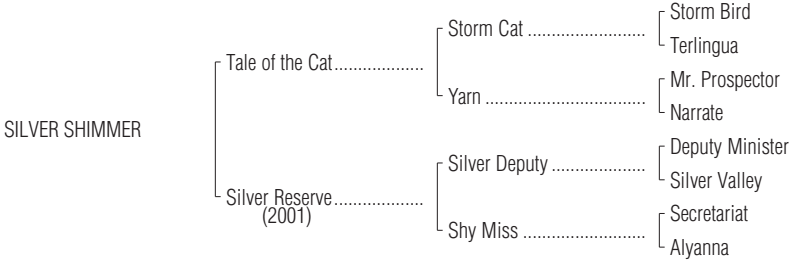 SILVER SHIMMER
Tale of the Cat...................
Silver Reserve...................
(2001)
Storm Cat .........................
Yarn ..................................
Silver Deputy ....................
Shy Miss ..........................
Storm Bird
Terlingua
Mr. Prospector
Narrate
Deputy Minister
Silver Valley
Secretariat
Alyanna